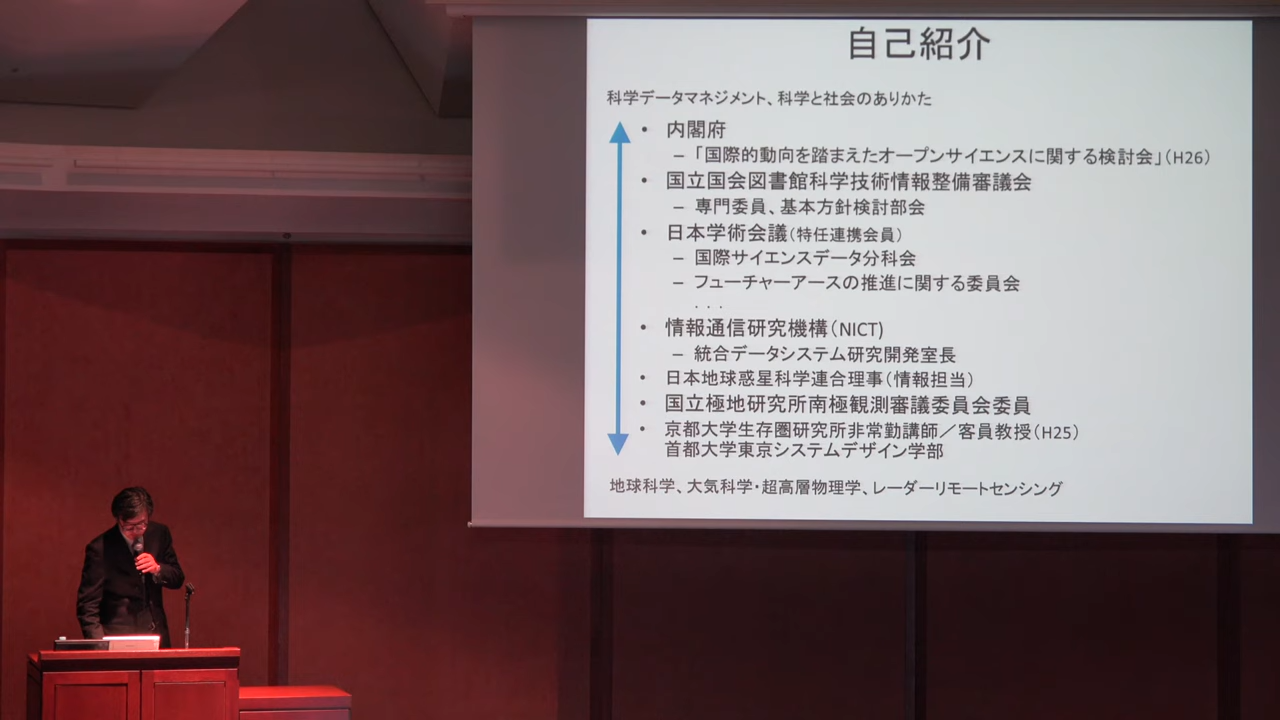 自己紹介
科学データマネジメント、科学と社会のありかた
• 内閣府
– 「国際的動向を踏まえたオープンサイエンスに関する検討会」(H26)
• 国立国会図書館科学技術情報整備審議会
– 専門委員、基本方針検討部会
• 日本学術会議（特任連携会員）
– 国際サイエンスデータ分科会
– フューチャーアースの推進に関する委員会
. . .
• 情報通信研究機構（NICT)
– 統合データシステム研究開発室長
• 日本地球惑星科学連合理事（情報担当）
• 国立極地研究所南極観測審議委員会委員
• 京都大学生存圏研究所非常勤講師／客員教授（H25）
首都大学東京システムデザイン学部
地球科学、大気科学・超高層物理学、レーダーリモートセンシング